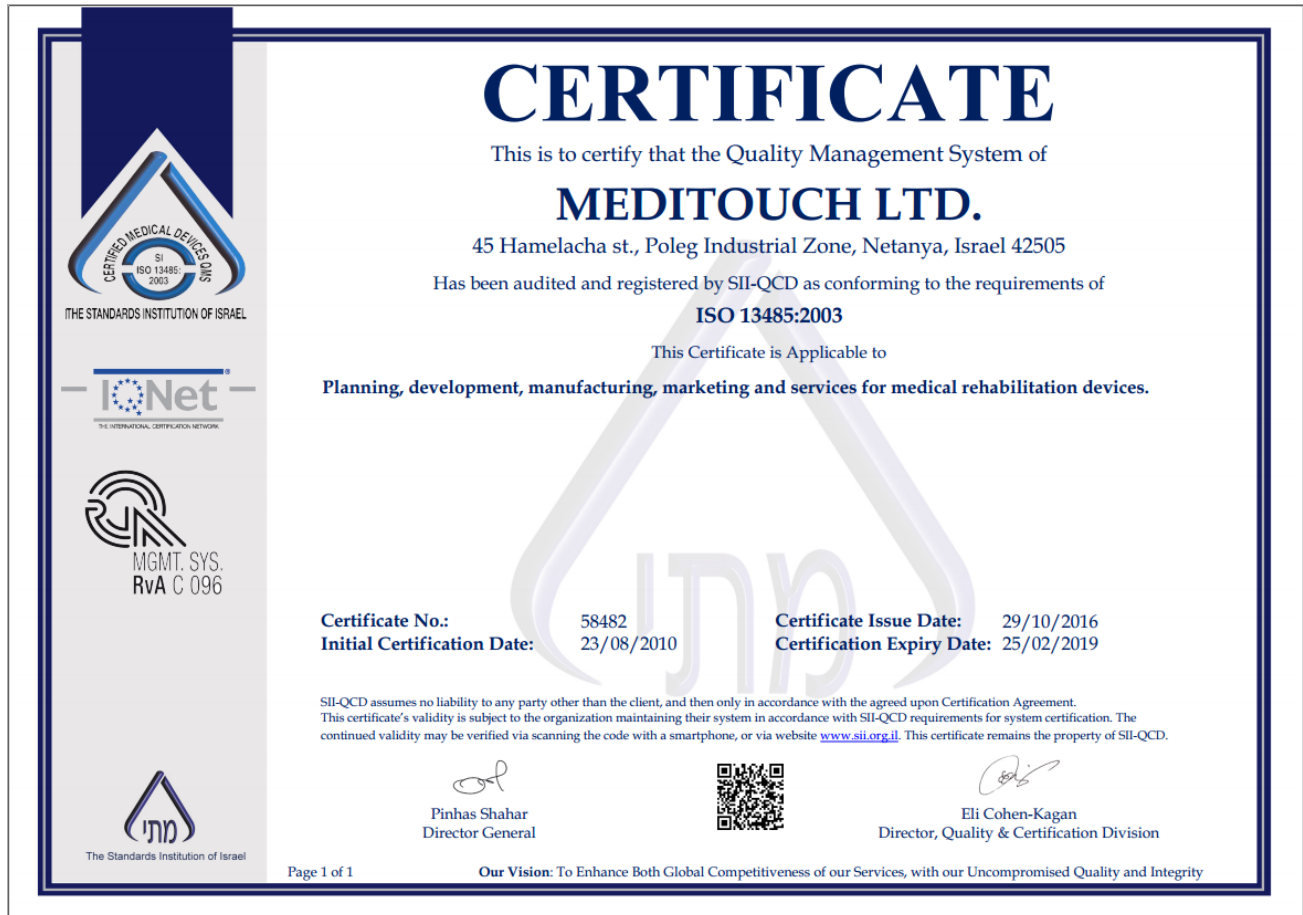 CERTIFICATE
This is to certify that the Quality Management System of
MEDITOUCH LTD.
45 Hamelacha st., Poleg Industrial Zone, Netanya, Israel 42505
Has been audited and registered by SII-QCD as conforming to the requirements of
ISO 13485:2003
This Certificate is Applicable to
Planning, development, manufacturing, marketing and services for medical rehabilitation devices.
CERTIFIED MEDICAL DEVICES QMS
SI
ISO 13485:
2003
THE STANDARDS INSTITUTION OF ISRAEL
IQNet®
THE INTERNATIONAL CERTIFICATION NETWORK
RvA
MGMT. SYS.
RvA C 096
מתי
Certificate No.: 58482 Certificate Issue Date: 29/10/2016
Initial Certification Date: 23/08/2010 Certification Expiry Date: 25/02/2019
SII-QCD assumes no liability to any party other than the client, and then only in accordance with the agreed upon Certification Agreement.
This certificate's validity is subject to the organization maintaining their system in accordance with SII-QCD requirements for system certification. The
continued validity may be verified via scanning the code with a smartphone, or via website www.sii.org.il. This certificate remains the property of SII-QCD.
Pinhas Shahar
Director General
Eli Cohen-Kagan
Director, Quality & Certification Division
מתי
The Standards Institution of Israel
Page 1 of 1
Our Vision: To Enhance Both Global Competitiveness of our Services, with our Uncompromised Quality and Integrity